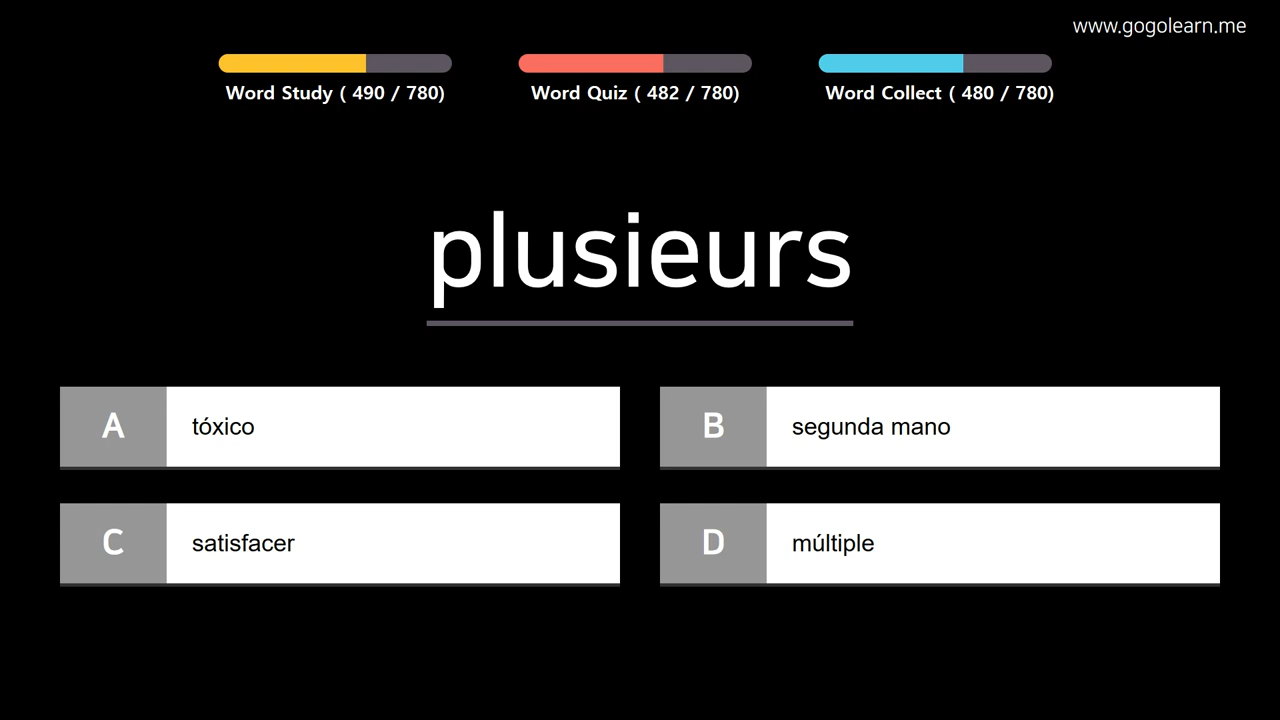 www.gogolearn.me
Word Study ( 490 / 780)
Word Quiz ( 482 / 780)
Word Collect ( 480 / 780)
plusieurs
A
tóxico
B
segunda mano
C
satisfacer
D
múltiple